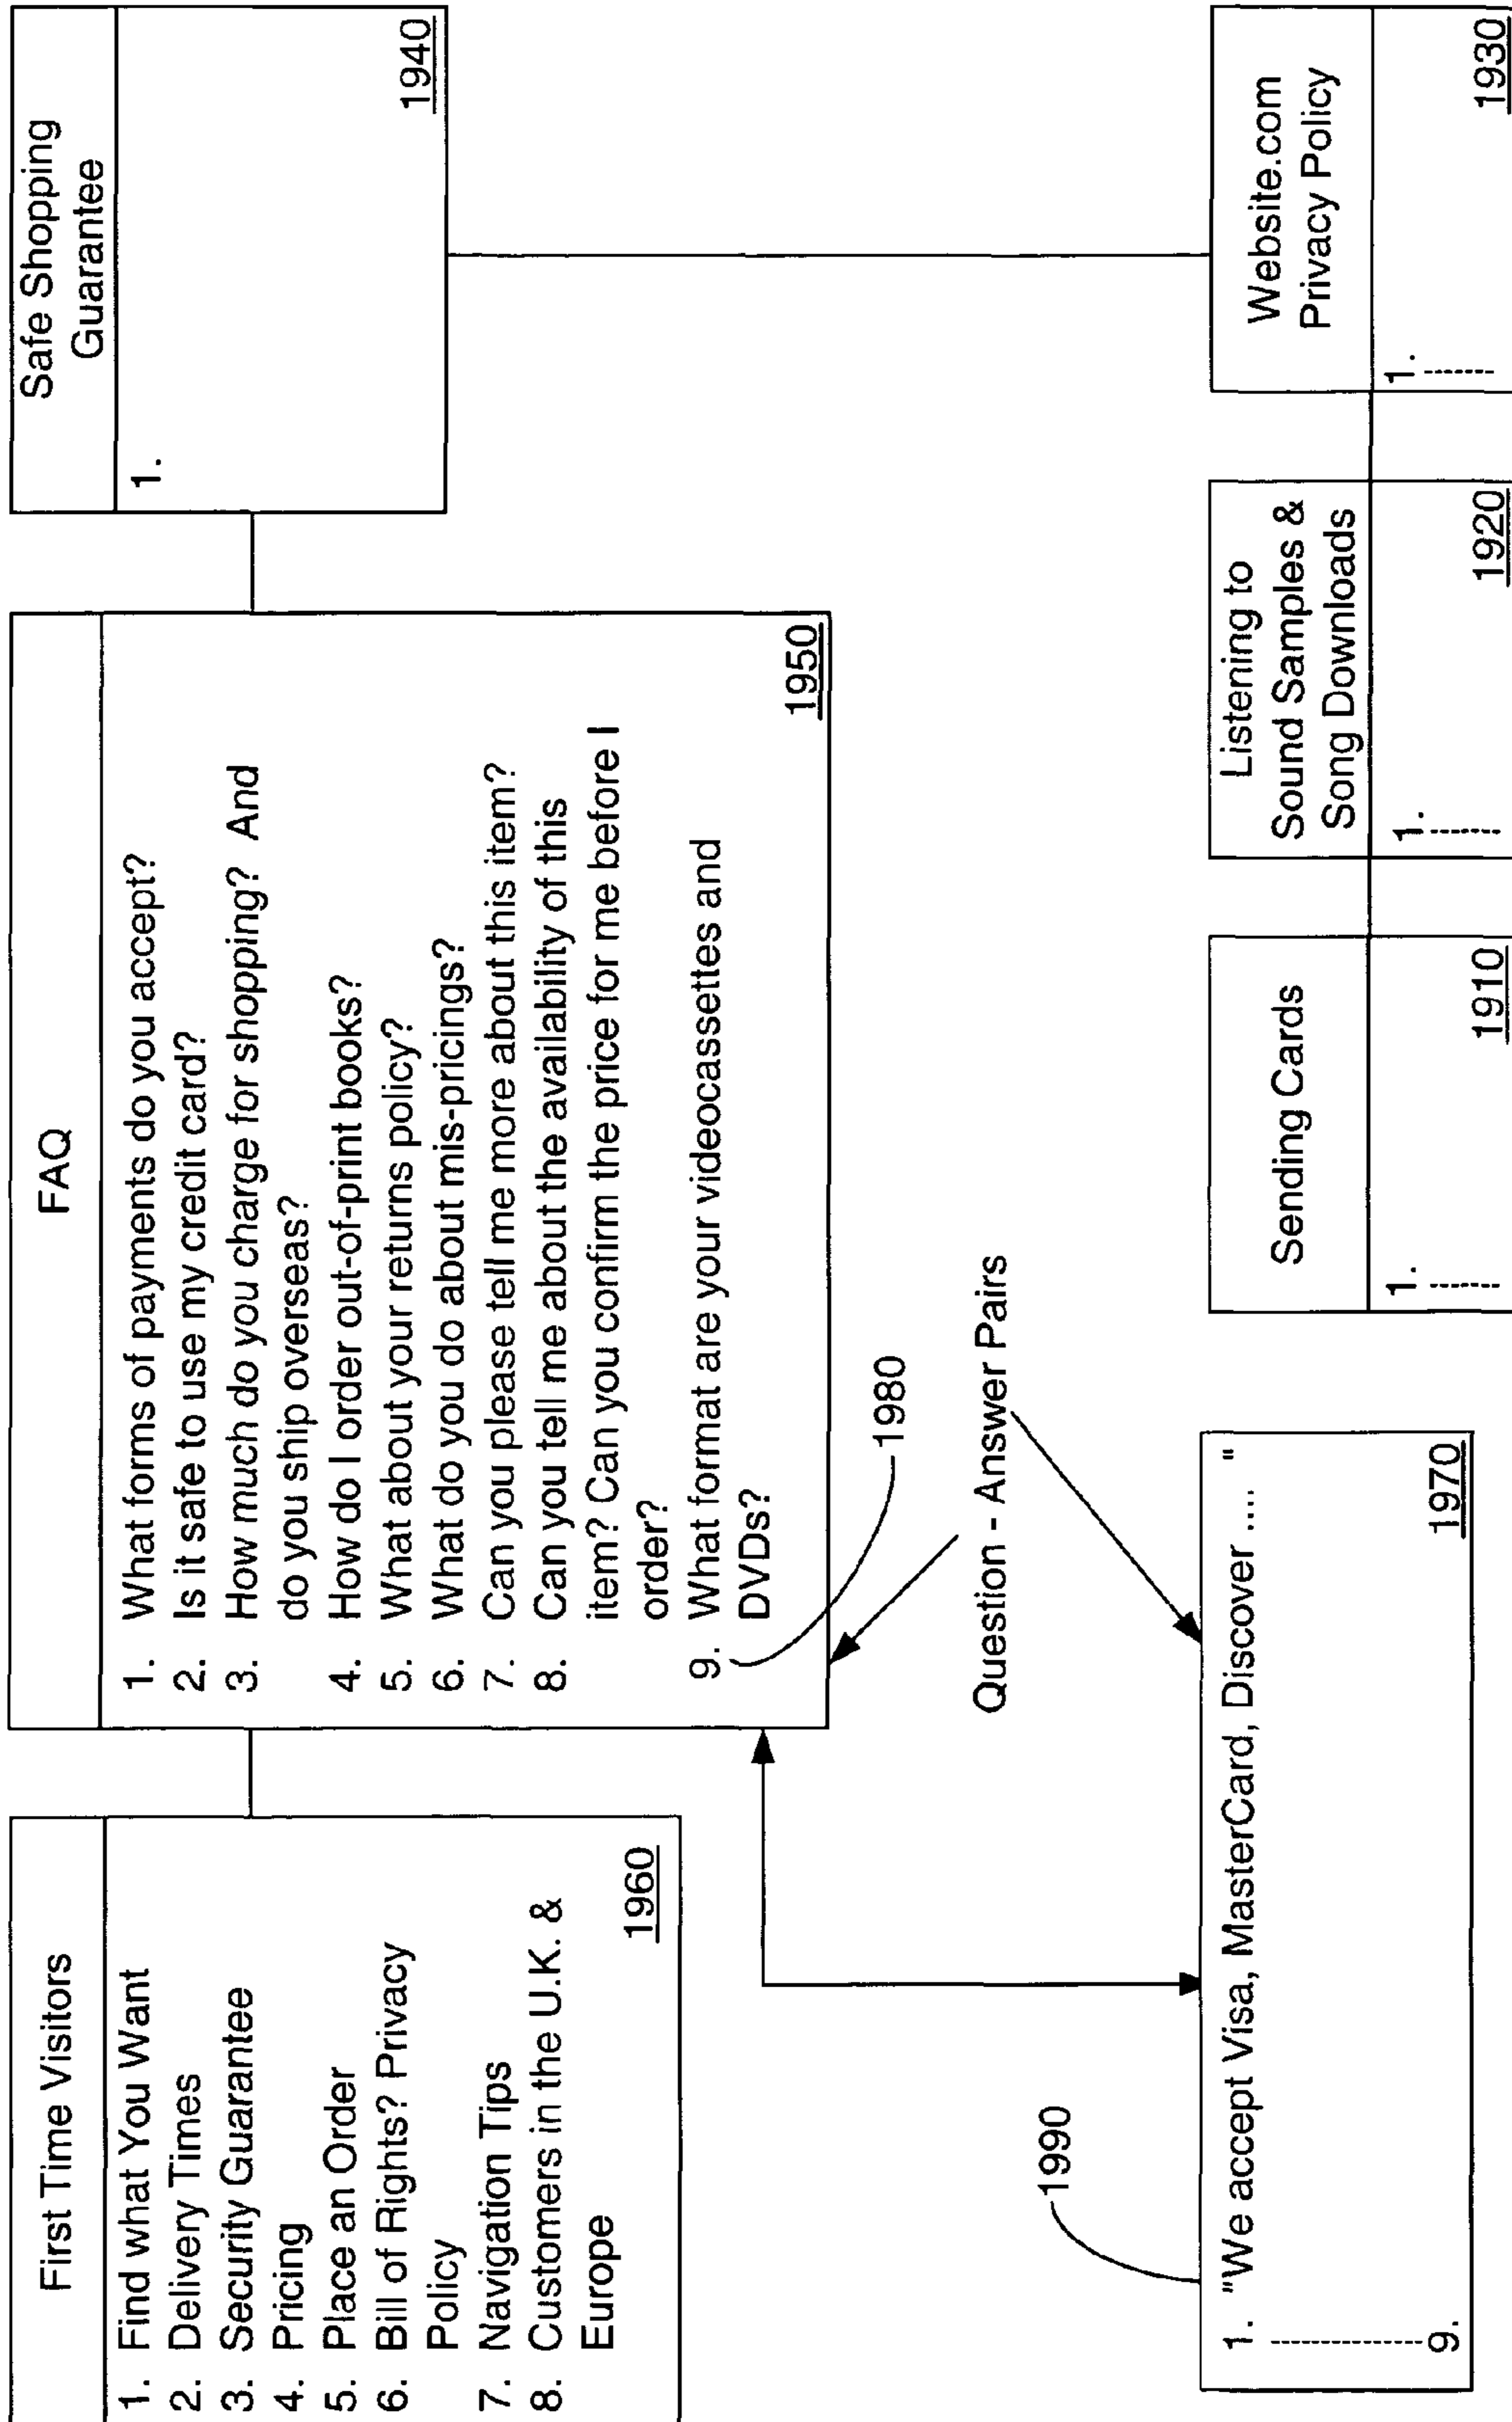 First Time Visitors
1. Find what You Want
2. Delivery Times
3. Security Guarantee
4. Pricing
5. Place an Order
6. Bill of Rights? Privacy
Policy
7. Navigation Tips
8. Customers in the U.K. &
Europe
1960
FAQ
1. What forms of payments do you accept?
2. Is it safe to use my credit card?
3. How much do you charge for shopping? And
do you ship overseas?
4. How do I order out-of-print books?
5. What about your returns policy?
6. What do you do about mis-pricings?
7. Can you please tell me more about this item?
8. Can you tell me about the availability of this
item? Can you confirm the price for me before I
order?
9. What format are your videocassettes and
DVDs?
1950
Safe Shopping
Guarantee
1.
1940
1980
Question - Answer Pairs
1990
1. "We accept Visa, MasterCard, Discover .... "
9.
1970
Sending Cards
1.
1910
Listening to
Sound Samples &
Song Downloads
1.
1920
Website.com
Privacy Policy
1.
1930